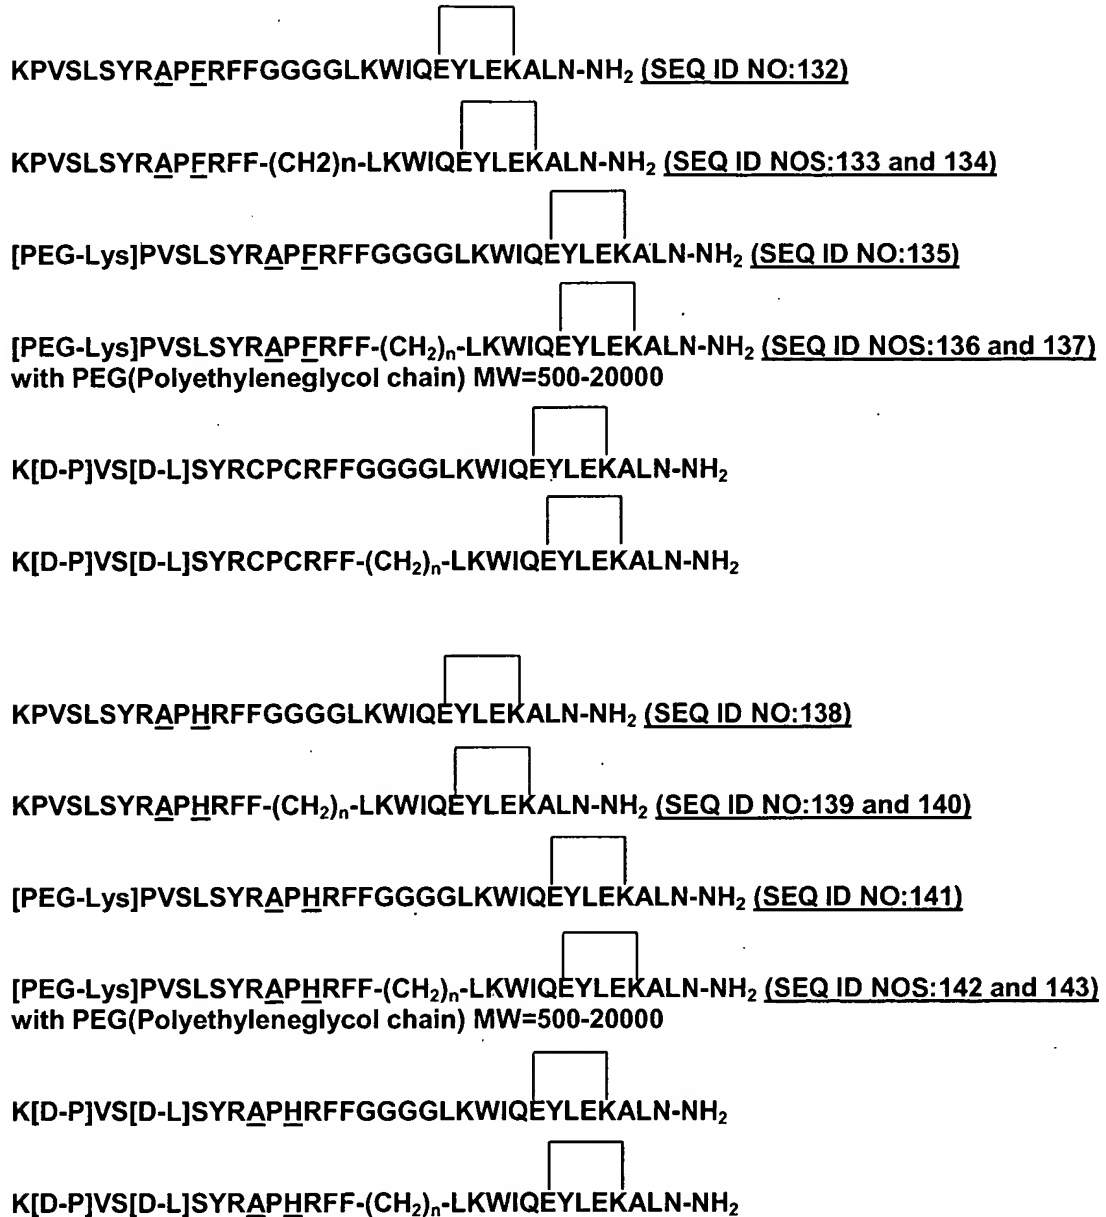 KPVSLSYRAPFRFFGGGGLKWIQEYLEKALN-NH₂ (SEQ ID NO:132)
KPVSLSYRAPFRFF-(CH2)n-LKWIQEYLEKALN-NH₂ (SEQ ID NOS:133 and 134)
[PEG-Lys]PVSLSYRAPFRFFGGGGLKWIQEYLEKALN-NH₂ (SEQ ID NO:135)
[PEG-Lys]PVSLSYRAPFRFF-(CH₂)ₙ-LKWIQEYLEKALN-NH₂ (SEQ ID NOS:136 and 137)
with PEG(Polyethyleneglycol chain) MW=500-20000
K[D-P]VS[D-L]SYRCPCRFFGGGGLKWIQEYLEKALN-NH₂
K[D-P]VS[D-L]SYRCPCRFF-(CH₂)ₙ-LKWIQEYLEKALN-NH₂
KPVSLSYRAPHRFFGGGGLKWIQEYLEKALN-NH₂ (SEQ ID NO:138)
KPVSLSYRAPHRFF-(CH₂)ₙ-LKWIQEYLEKALN-NH₂ (SEQ ID NO:139 and 140)
[PEG-Lys]PVSLSYRAPHRFFGGGGLKWIQEYLEKALN-NH₂ (SEQ ID NO:141)
[PEG-Lys]PVSLSYRAPHRFF-(CH₂)ₙ-LKWIQEYLEKALN-NH₂ (SEQ ID NOS:142 and 143)
with PEG(Polyethyleneglycol chain) MW=500-20000
K[D-P]VS[D-L]SYRAPHRFFGGGGLKWIQEYLEKALN-NH₂
K[D-P]VS[D-L]SYRAPHRFF-(CH₂)ₙ-LKWIQEYLEKALN-NH₂